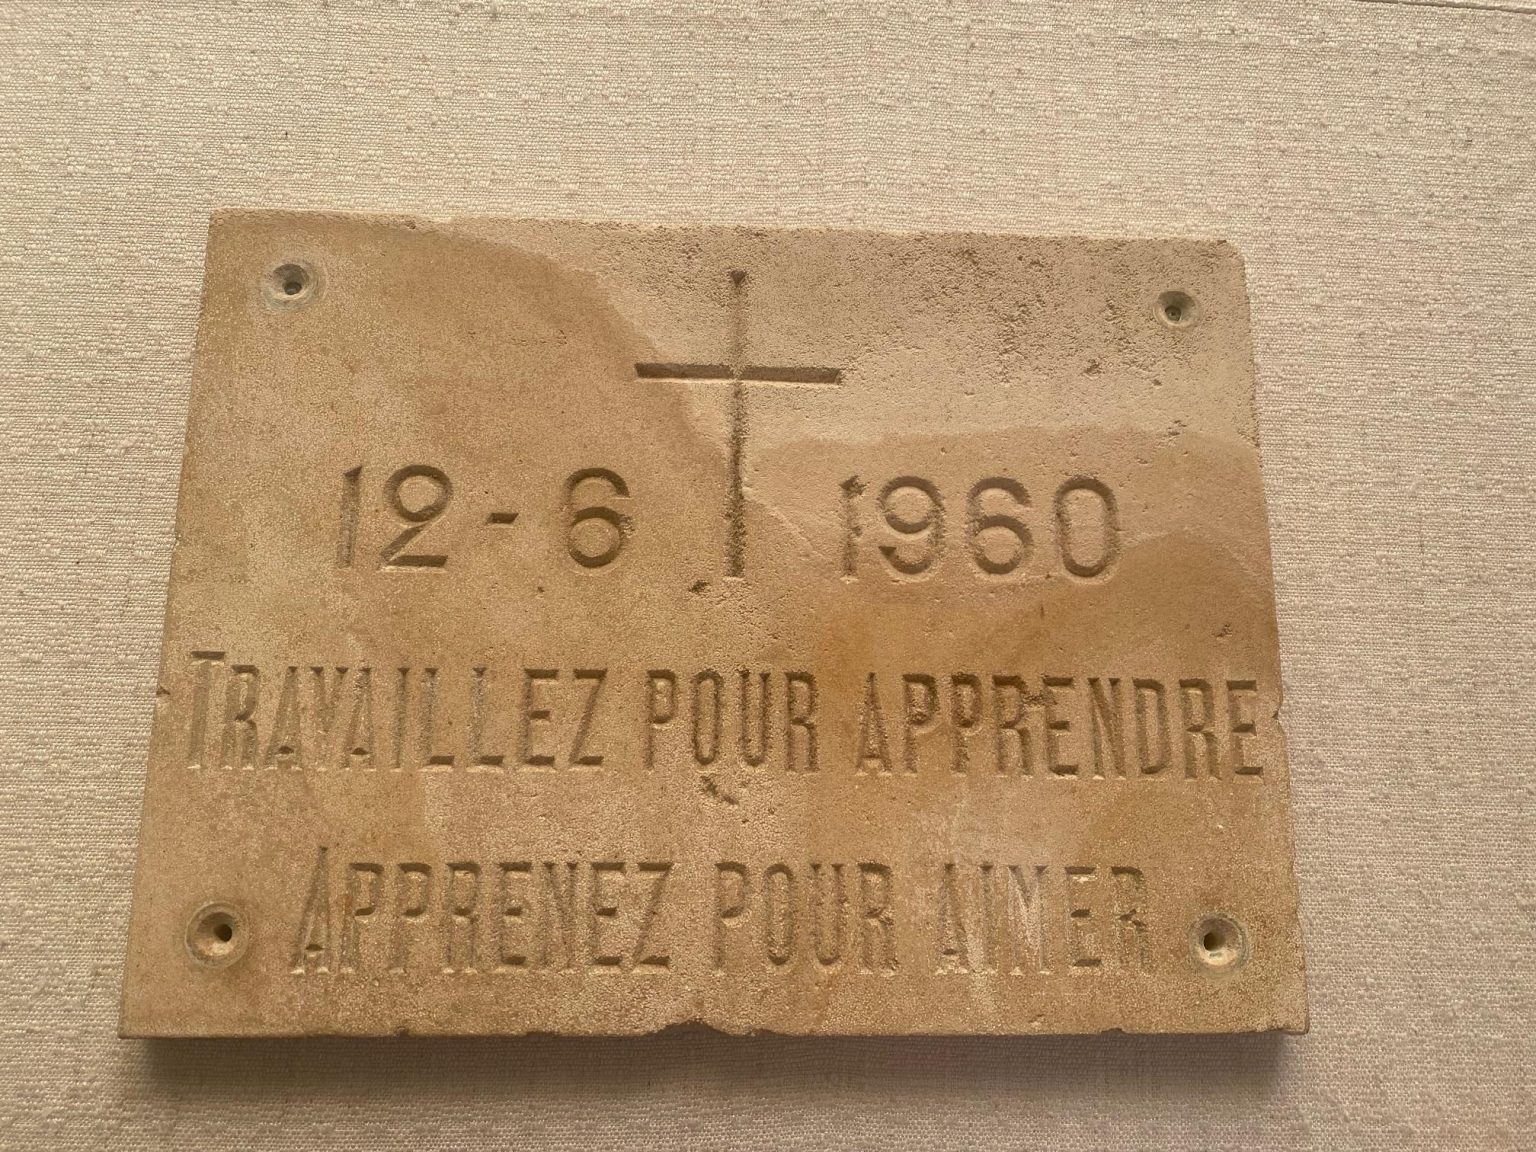 12-6 1960
TRAVAILLEZ POUR APPRENDRE
APPRENEZ POUR AIMER